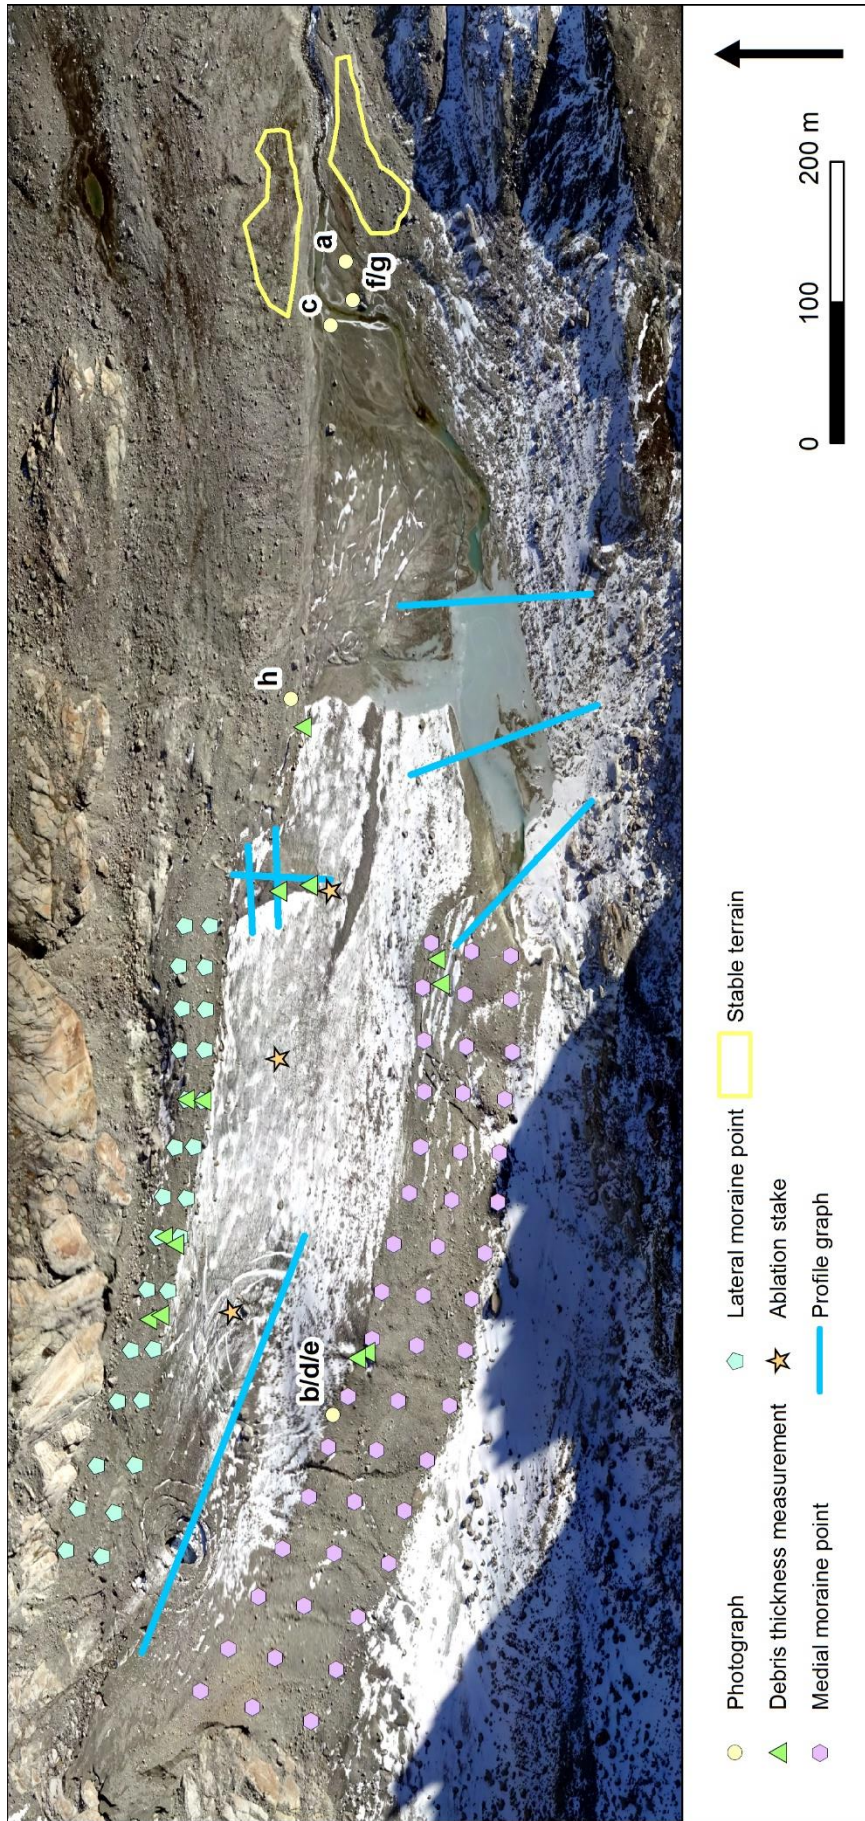 a
f/g
c
h
b/d/e
Photograph
Lateral moraine point
Stable terrain
Debris thickness measurement
Ablation stake
Medial moraine point
Profile graph
0
100
200 m